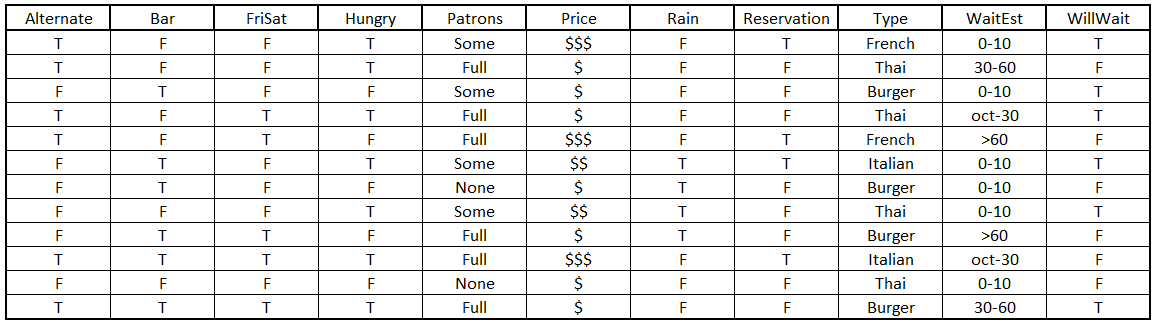 Alternate Bar FriSat Hungry Patrons Price Rain Reservation Type WaitEst WillWait
T F F T Some $$$ F T French 0-10 T
T F F T Full $ F F Thai 30-60 F
F T F F Some $ F F Burger 0-10 T
T F T T Full $ F F Thai oct-30 T
T F T F Full $$$ F T French >60 F
F T F T Some $$ T T Italian 0-10 T
F T F F None $ T F Burger 0-10 F
F F F T Some $$ T F Thai 0-10 T
F T T F Full $ T F Burger >60 F
T T T T Full $$$ F T Italian oct-30 F
F F F F None $ F F Thai 0-10 F
T T T T Full $ F F Burger 30-60 T